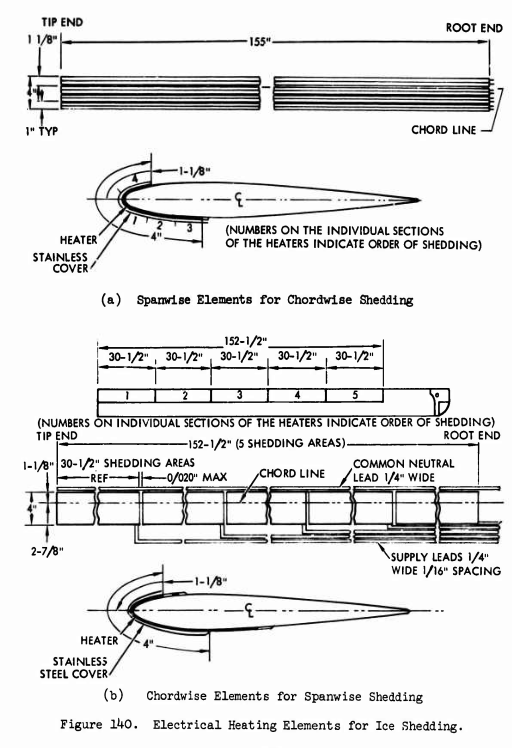 TIP END
ROOT END
1 1/8"
155"
4"
1" TYP
CHORD LINE
1-1/8"
4
℄
1 2 3
4"
HEATER
STAINLESS
COVER
(NUMBERS ON THE INDIVIDUAL SECTIONS
OF THE HEATERS INDICATE ORDER OF SHEDDING)
(a) Spanwise Elements for Chordwise Shedding
152-1/2"
30-1/2" 30-1/2" 30-1/2" 30-1/2" 30-1/2"
1 2 3 4 5
(NUMBERS ON INDIVIDUAL SECTIONS OF THE HEATERS INDICATE ORDER OF SHEDDING)
TIP END
ROOT END
152-1/2" (5 SHEDDING AREAS)
1-1/8"
30-1/2" SHEDDING AREAS
REF
0/020" MAX
CHORD LINE
COMMON NEUTRAL
LEAD 1/4" WIDE
4"
2-7/8"
SUPPLY LEADS 1/4"
WIDE 1/16" SPACING
1-1/8"
℄
HEATER
4"
STAINLESS
STEEL COVER
(b) Chordwise Elements for Spanwise Shedding
Figure 140. Electrical Heating Elements for Ice Shedding.